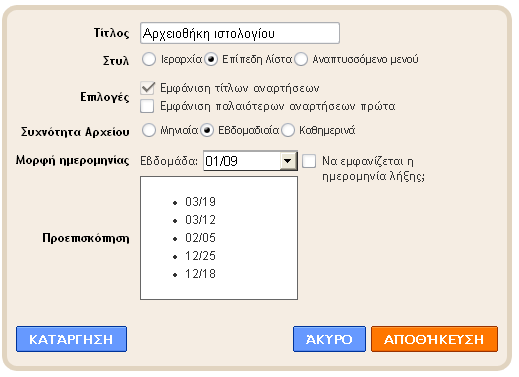 Τίτλος Αρχειοθήκη ιστολογίου
Στυλ Ιεραρχία Επίπεδη Λίστα Αναπτυσσόμενο μενού
Επιλογές Εμφάνιση τίτλων αναρτήσεων
Εμφάνιση παλαιότερων αναρτήσεων πρώτα
Συχνότητα Αρχείου Μηνιαία Εβδομαδιαία Καθημερινά
Μορφή ημερομηνίας Εβδομάδα: 01/09 Να εμφανίζεται η
ημερομηνία λήξης;
Προεπισκόπηση
03/19
03/12
02/05
12/25
12/18
ΚΑΤΆΡΓΗΣΗ ΆΚΥΡΟ ΑΠΟΘΉΚΕΥΣΗ